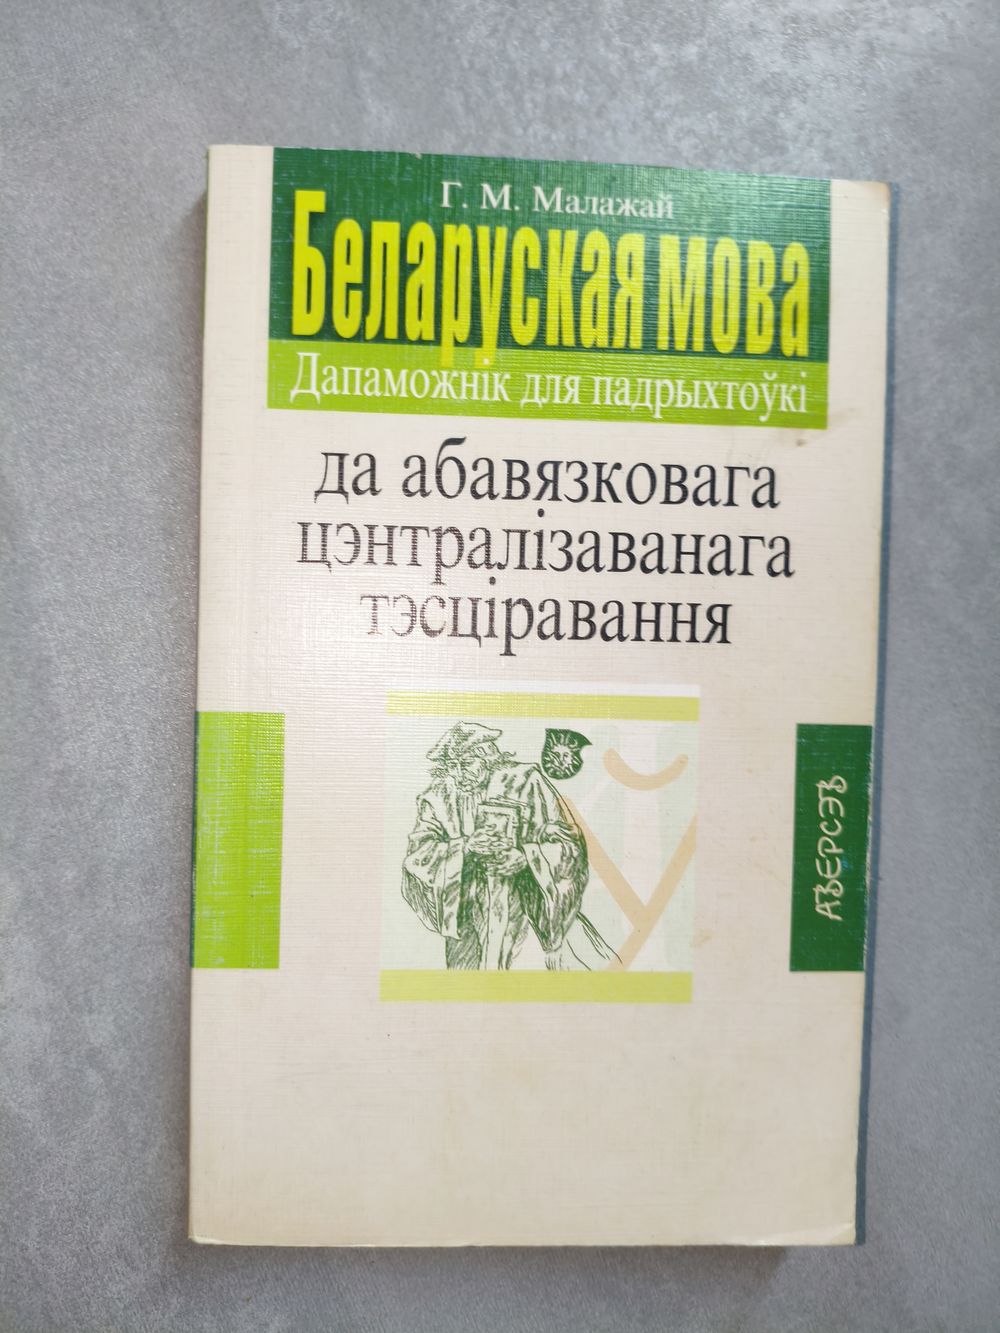 Г. М. Малажай
Беларуская мова
Дапаможнік для падрыхтоўкі
да абавязковага
цэнтралізаванага
тэсціравання
Ў
АВЕРСЭВ